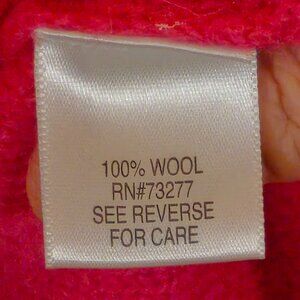 100% WOOL
RN#73277
SEE REVERSE
FOR CARE